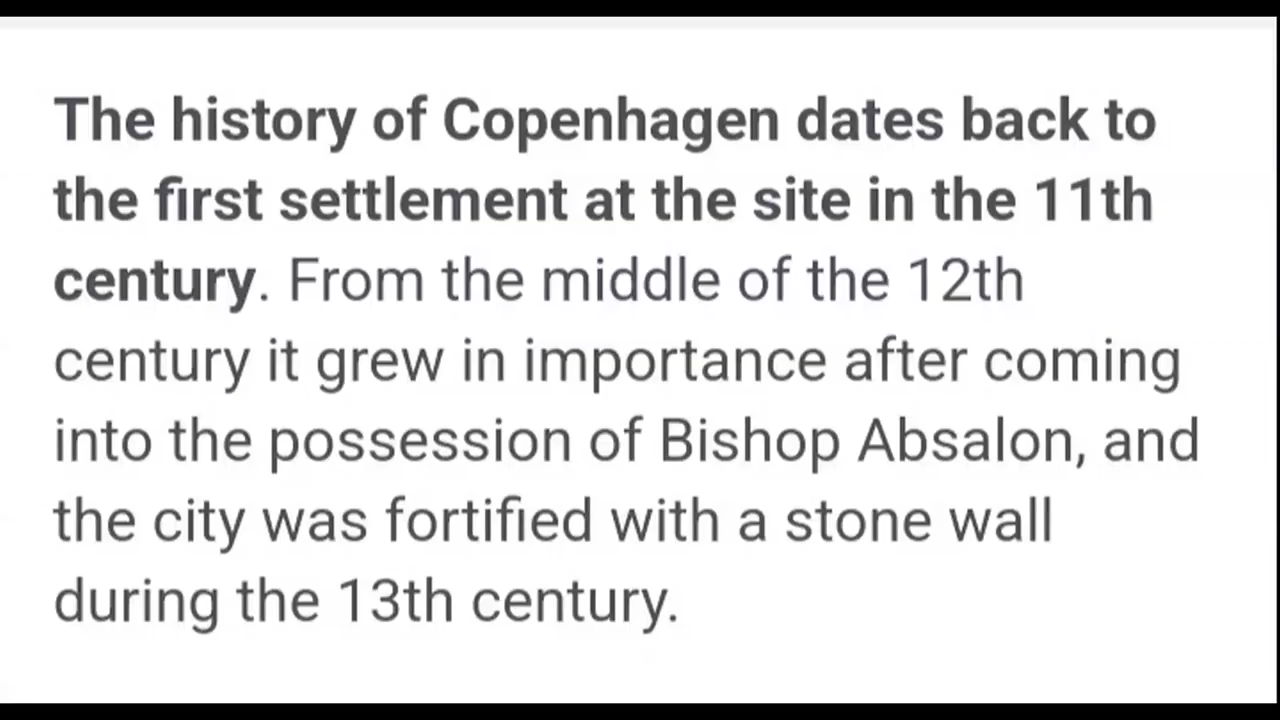 The history of Copenhagen dates back to
the first settlement at the site in the 11th
century. From the middle of the 12th
century it grew in importance after coming
into the possession of Bishop Absalon, and
the city was fortified with a stone wall
during the 13th century.